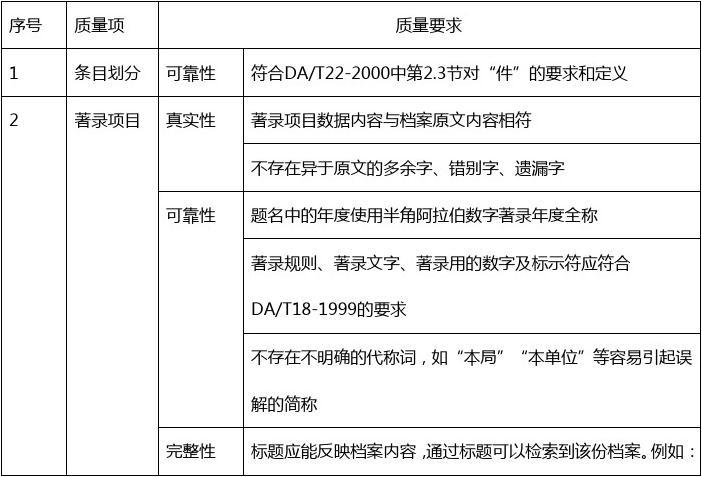 序号 质量项 质量要求
1 条目划分 可靠性 符合DA/T22-2000中第2.3节对“件”的要求和定义
2 著录项目 真实性 著录项目数据内容与档案原文内容相符
不存在异于原文的多余字、错别字、遗漏字
可靠性 题名中的年度使用半角阿拉伯数字著录年度全称
著录规则、著录文字、著录用的数字及标示符应符合
DA/T18-1999的要求
不存在不明确的代称词，如“本局”“本单位”等容易引起误
解的简称
完整性 标题应能反映档案内容，通过标题可以检索到该份档案。例如：